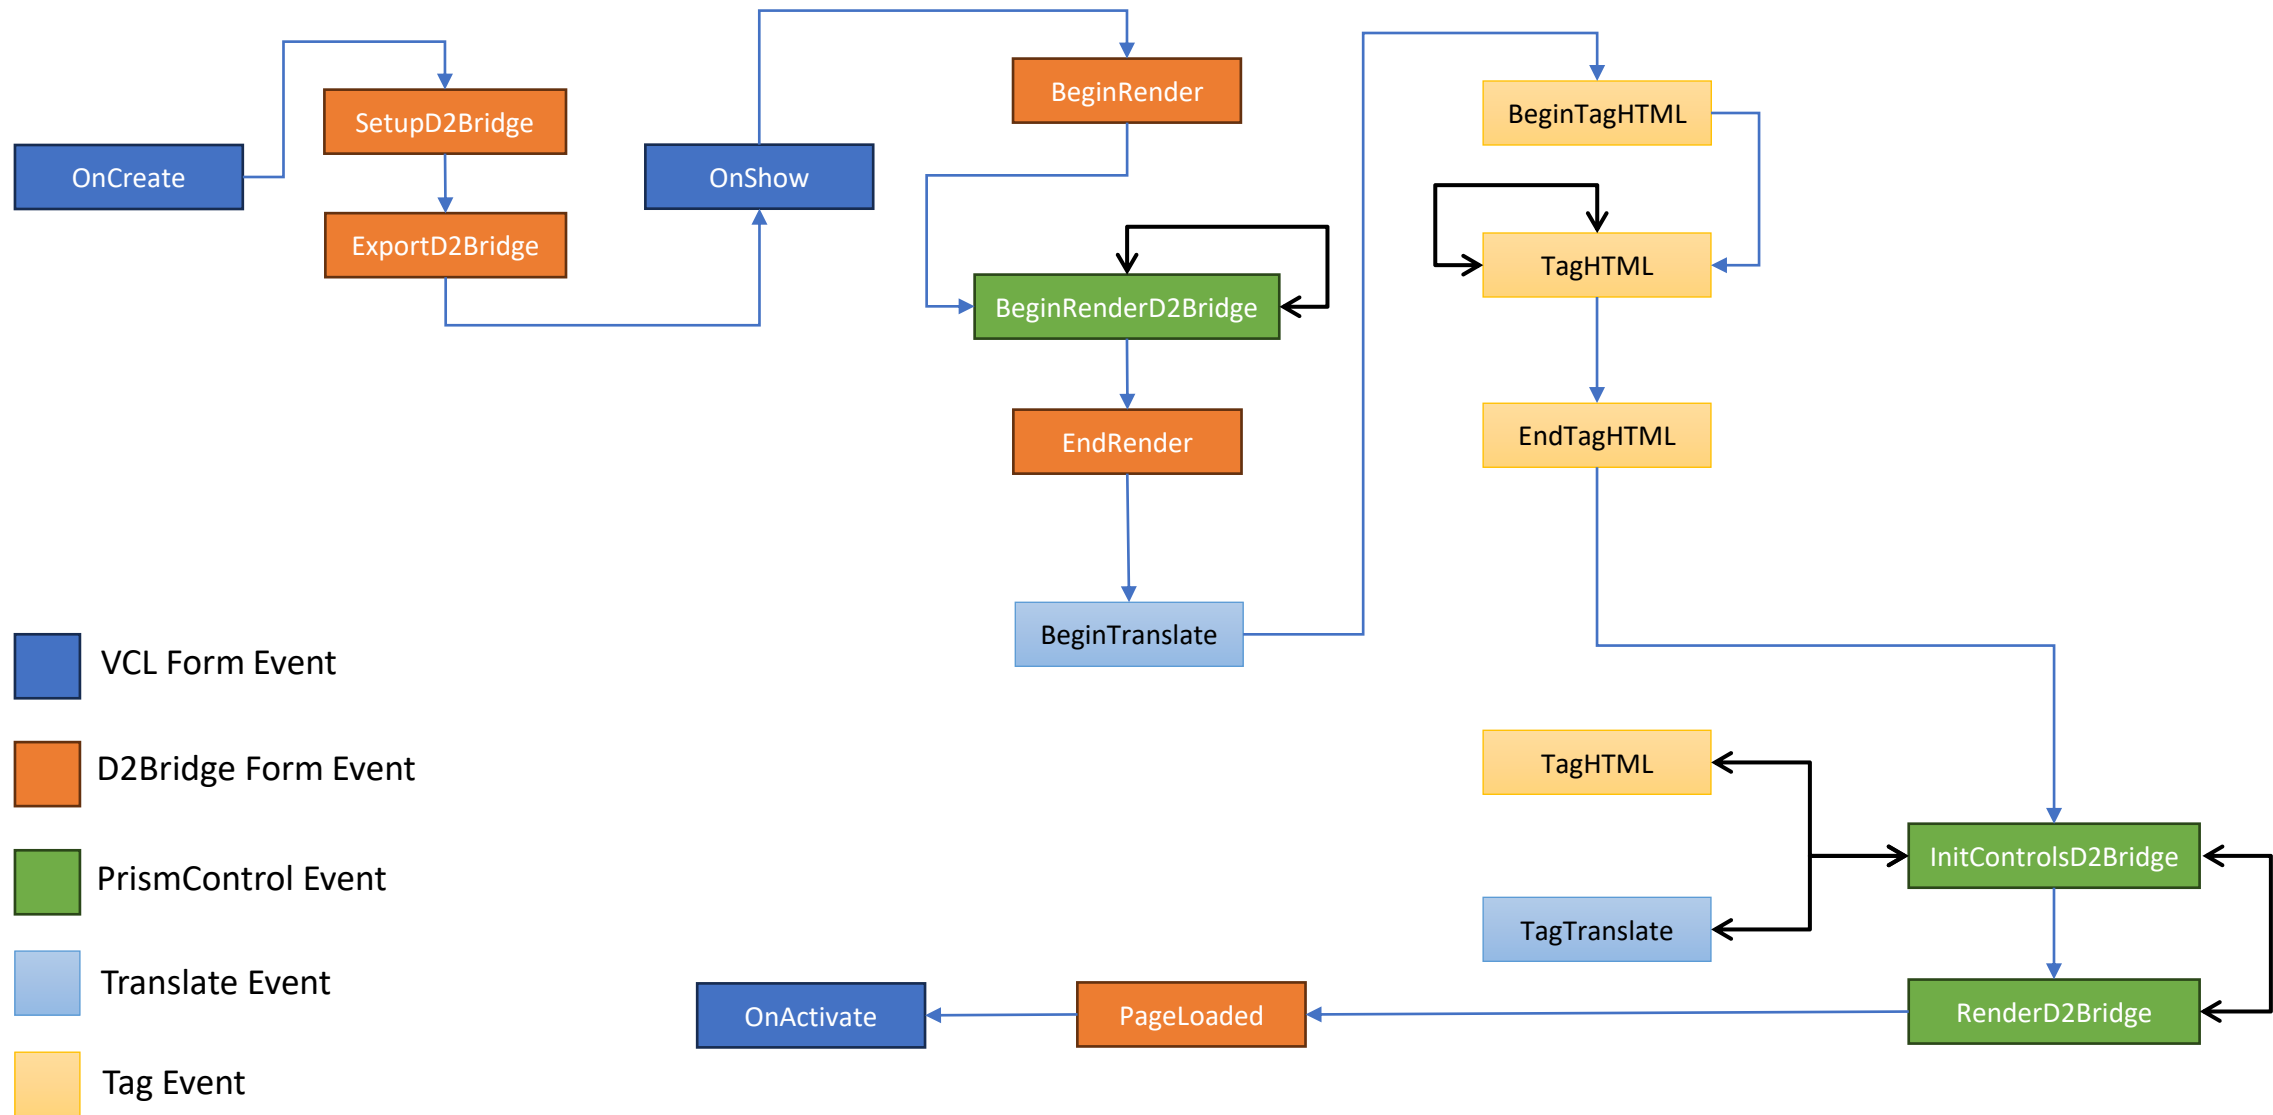 OnCreate
SetupD2Bridge
ExportD2Bridge
OnShow
BeginRender
BeginRenderD2Bridge
EndRender
BeginTranslate
BeginTagHTML
TagHTML
EndTagHTML
TagHTML
InitControlsD2Bridge
TagTranslate
RenderD2Bridge
PageLoaded
OnActivate
VCL Form Event
D2Bridge Form Event
PrismControl Event
Translate Event
Tag Event